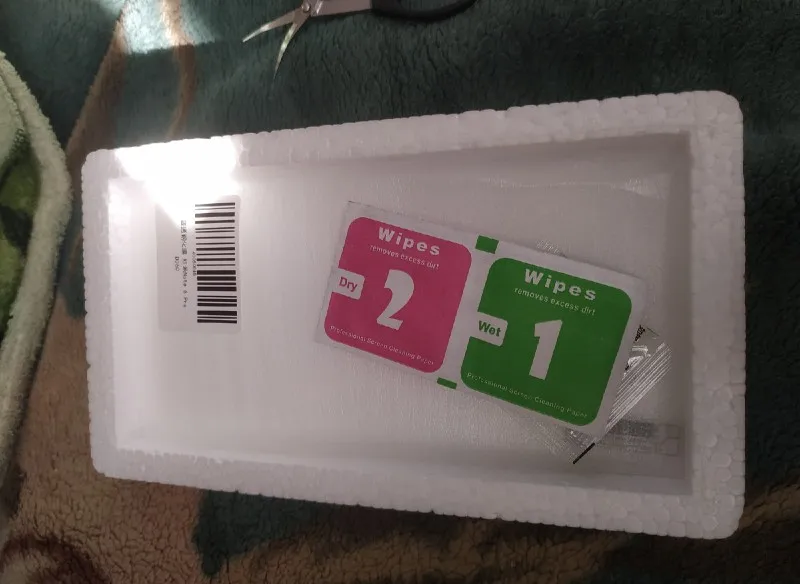 Wipes
removes excess dirt
Dry
2
Professional Screen Cleaning Paper
Wipes
removes excess dirt
Wet
1
Professional Screen Cleaning Paper